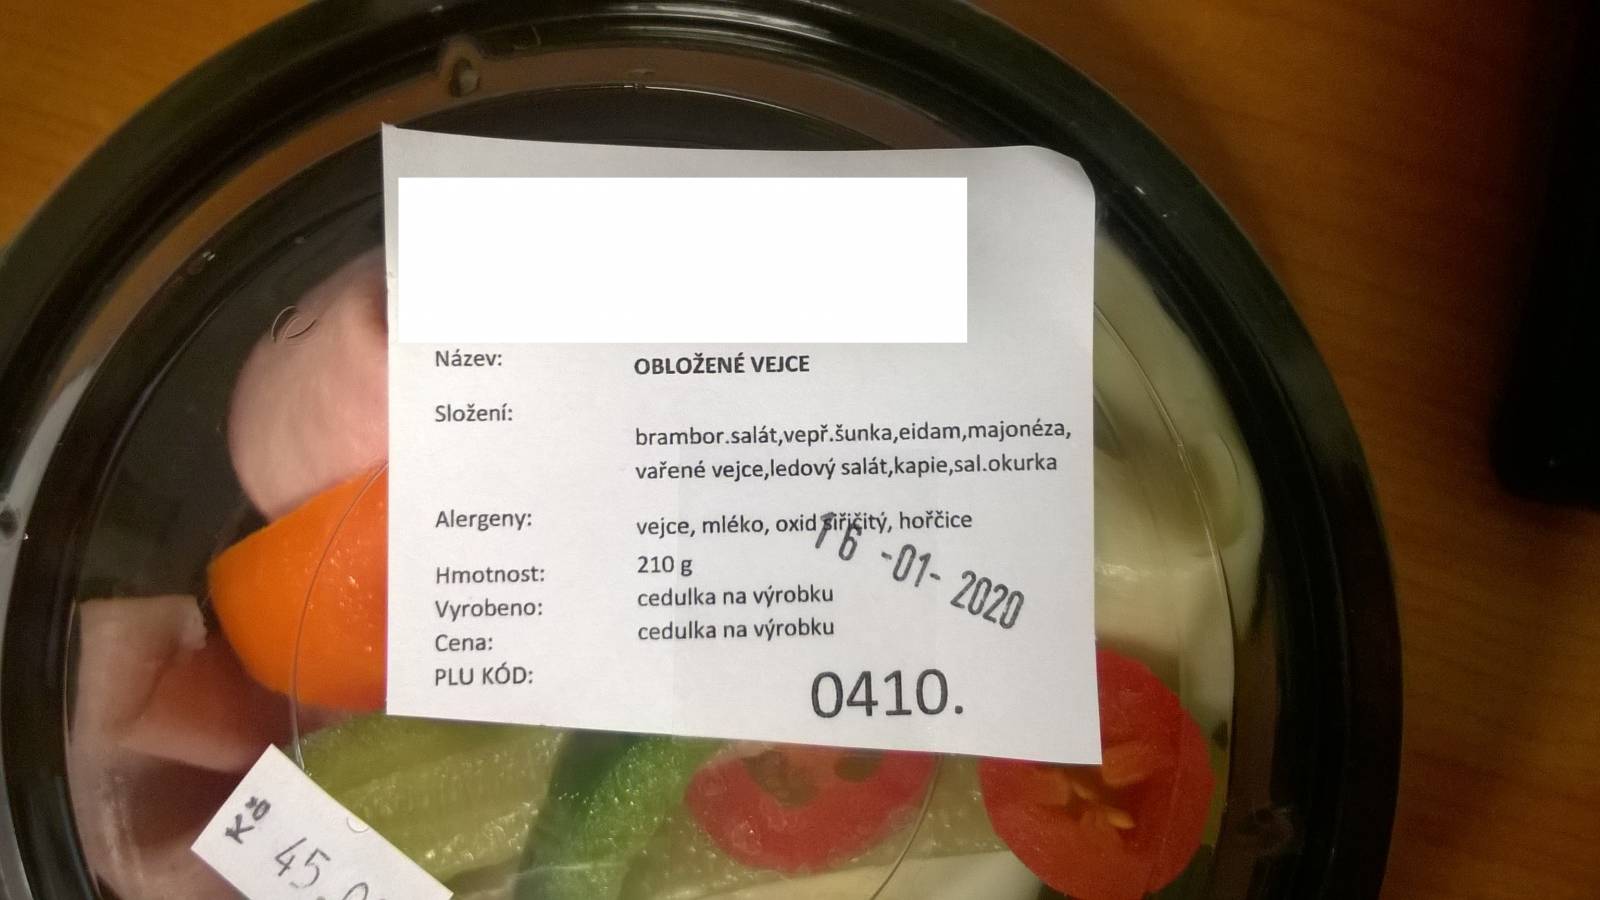 Název: OBLOŽENÉ VEJCE
Složení:
brambor.salát,vepř.šunka,eidam,majonéza,
vařené vejce,ledový salát,kapie,sal.okurka
Alergeny: vejce, mléko, oxid siřičitý, hořčice
16 -01- 2020
Hmotnost: 210 g
Vyrobeno: cedulka na výrobku
Cena: cedulka na výrobku
PLU KÓD: 0410.
Kč 45,0